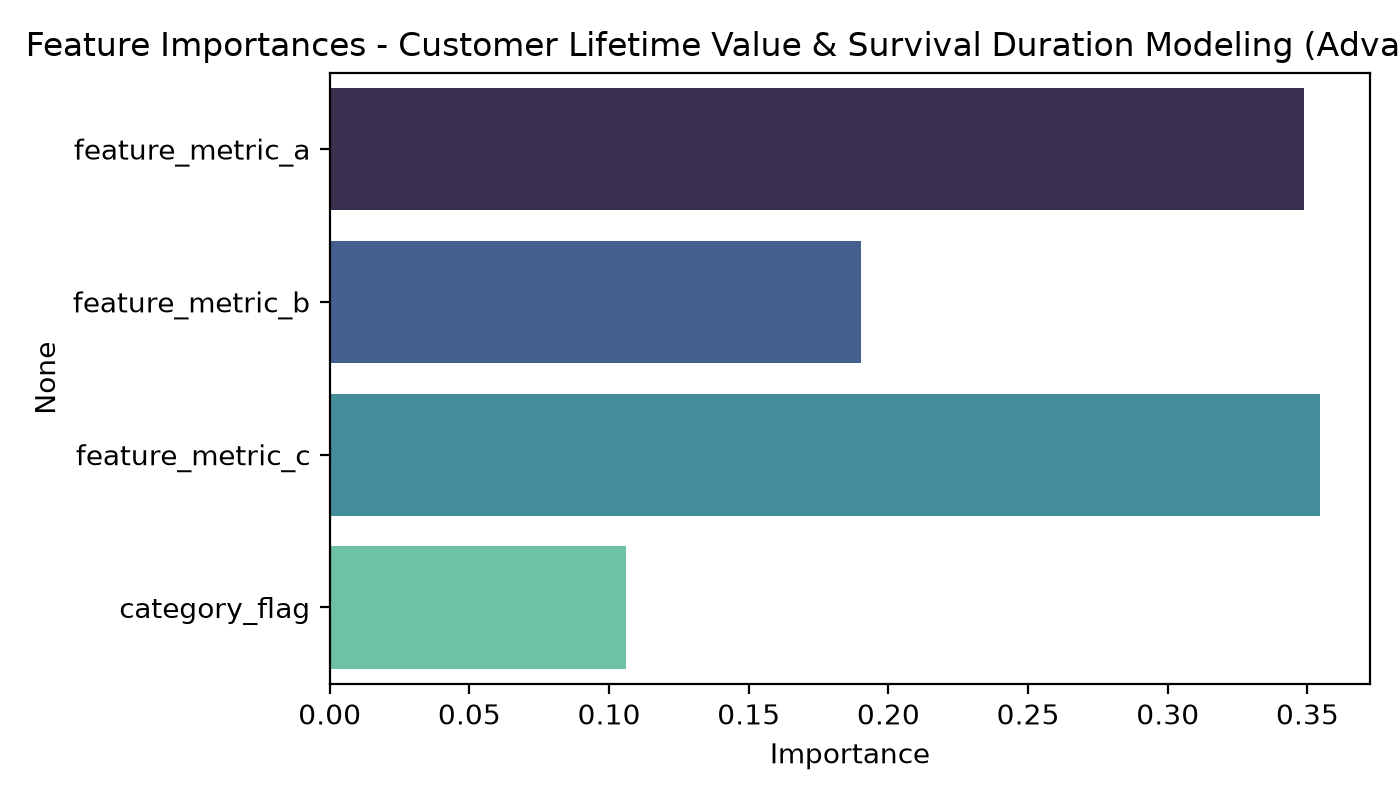 Feature Importances - Customer Lifetime Value & Survival Duration Modeling (Adva
feature_metric_a
feature_metric_b
None
feature_metric_c
category_flag
0.00 0.05 0.10 0.15 0.20 0.25 0.30 0.35
Importance